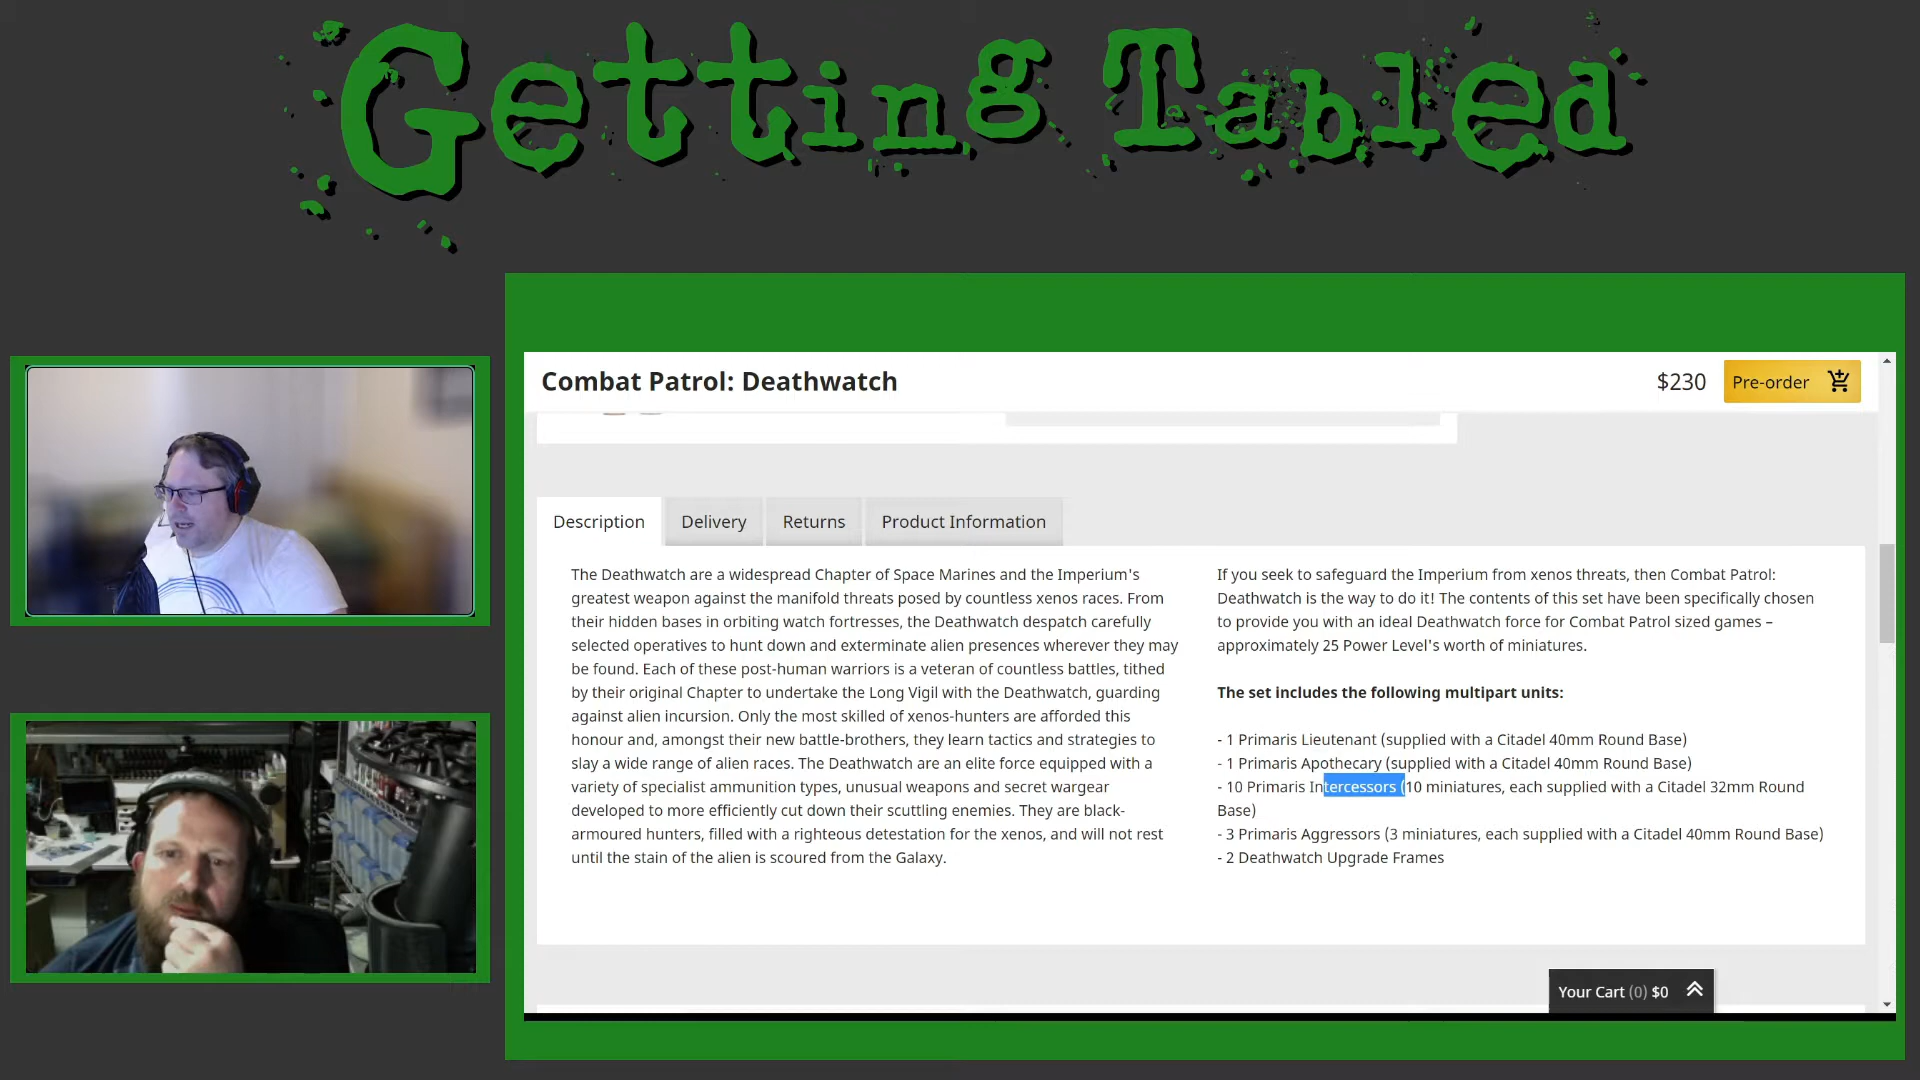 Getting Tabled
Combat Patrol: Deathwatch
$230
Pre-order
Description
Delivery
Returns
Product Information
The Deathwatch are a widespread Chapter of Space Marines and the Imperium's
greatest weapon against the manifold threats posed by countless xenos races. From
their hidden bases in orbiting watch fortresses, the Deathwatch despatch carefully
selected operatives to hunt down and exterminate alien presences wherever they may
be found. Each of these post-human warriors is a veteran of countless battles, tithed
by their original Chapter to undertake the Long Vigil with the Deathwatch, guarding
against alien incursion. Only the most skilled of xenos-hunters are afforded this
honour and, amongst their new battle-brothers, they learn tactics and strategies to
slay a wide range of alien races. The Deathwatch are an elite force equipped with a
variety of specialist ammunition types, unusual weapons and secret wargear
developed to more efficiently cut down their scuttling enemies. They are black-
armoured hunters, filled with a righteous detestation for the xenos, and will not rest
until the stain of the alien is scoured from the Galaxy.
If you seek to safeguard the Imperium from xenos threats, then Combat Patrol:
Deathwatch is the way to do it! The contents of this set have been specifically chosen
to provide you with an ideal Deathwatch force for Combat Patrol sized games –
approximately 25 Power Level's worth of miniatures.
The set includes the following multipart units:
- 1 Primaris Lieutenant (supplied with a Citadel 40mm Round Base)
- 1 Primaris Apothecary (supplied with a Citadel 40mm Round Base)
- 10 Primaris Intercessors (10 miniatures, each supplied with a Citadel 32mm Round
Base)
- 3 Primaris Aggressors (3 miniatures, each supplied with a Citadel 40mm Round Base)
- 2 Deathwatch Upgrade Frames
Your Cart (0) $0